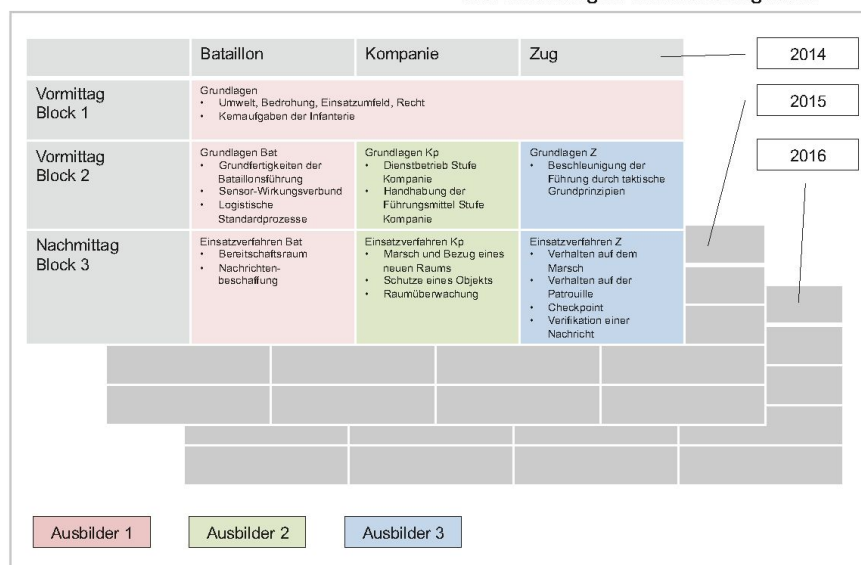 Bataillon
Kompanie
Zug
2014
2015
2016
Vormittag
Block 1
Grundlagen
• Umwelt, Bedrohung, Einsatzumfeld, Recht
• Kernaufgaben der Infanterie
Vormittag
Block 2
Grundlagen Bat
• Grundfertigkeiten der
Bataillonsführung
• Sensor-Wirkungsverbund
• Logistische
Standardprozesse
Grundlagen Kp
• Dienstbetrieb Stufe
Kompanie
• Handhabung der
Führungsmittel Stufe
Kompanie
Grundlagen Z
• Beschleunigung der
Führung durch taktische
Grundprinzipien
Nachmittag
Block 3
Einsatzverfahren Bat
• Bereitschaftsraum
• Nachrichten-
beschaffung
Einsatzverfahren Kp
• Marsch und Bezug eines
neuen Raums
• Schutze eines Objekts
• Raumüberwachung
Einsatzverfahren Z
• Verhalten auf dem
Marsch
• Verhalten auf der
Patrouille
• Checkpoint
• Verifikation einer
Nachricht
Ausbilder 1
Ausbilder 2
Ausbilder 3